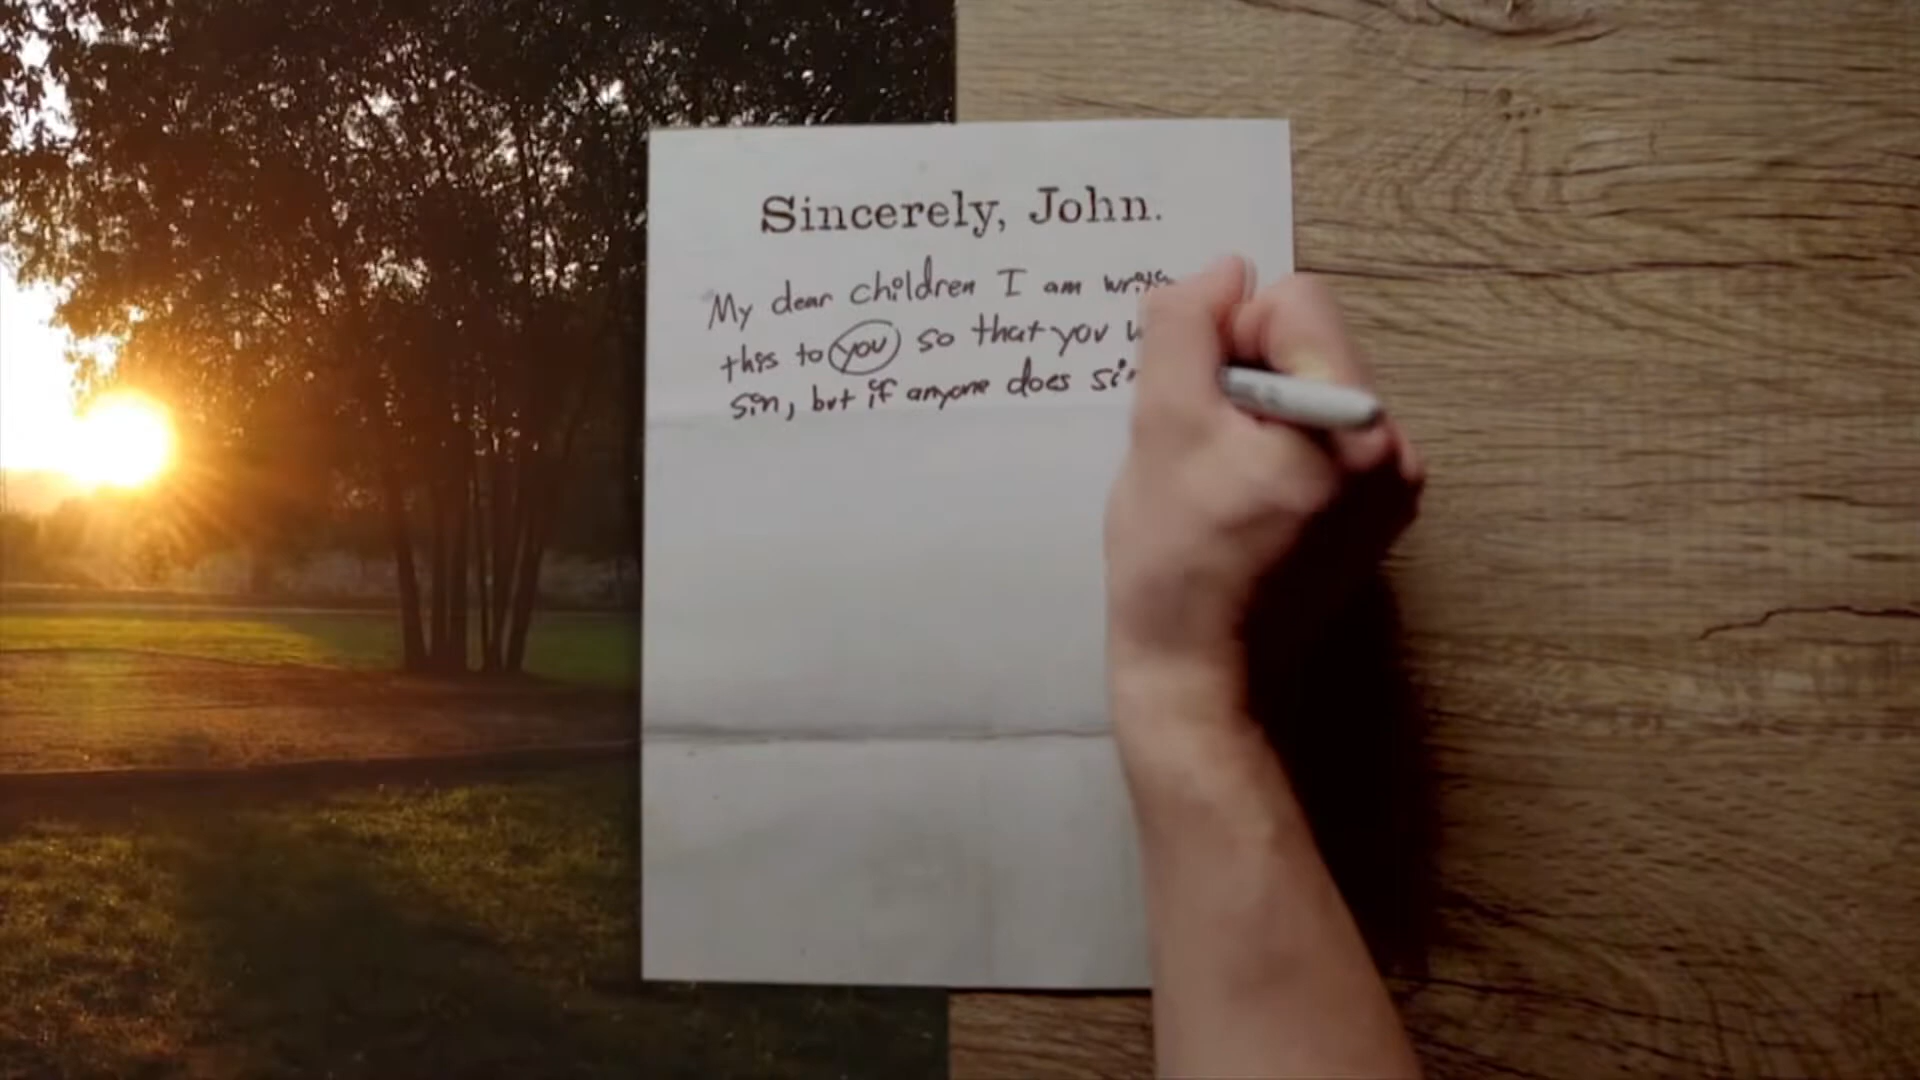 Sincerely, John.
My dear children I am
this to you so that you
sin, but if anyone does